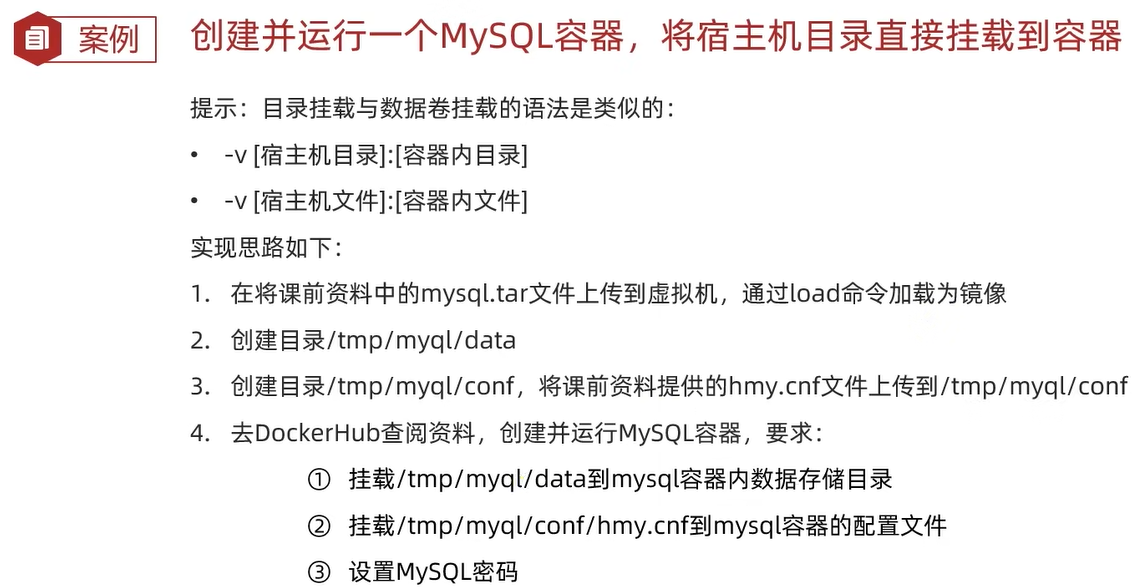 案例
创建并运行一个MySQL容器，将宿主机目录直接挂载到容器
提示：目录挂载与数据卷挂载的语法是类似的：
• -v [宿主机目录]:[容器内目录]
• -v [宿主机文件]:[容器内文件]
实现思路如下：
1. 在将课前资料中的mysql.tar文件上传到虚拟机，通过load命令加载为镜像
2. 创建目录/tmp/myql/data
3. 创建目录/tmp/myql/conf，将课前资料提供的hmy.cnf文件上传到/tmp/myql/conf
4. 去DockerHub查阅资料，创建并运行MySQL容器，要求：
① 挂载/tmp/myql/data到mysql容器内数据存储目录
② 挂载/tmp/myql/conf/hmy.cnf到mysql容器的配置文件
③ 设置MySQL密码